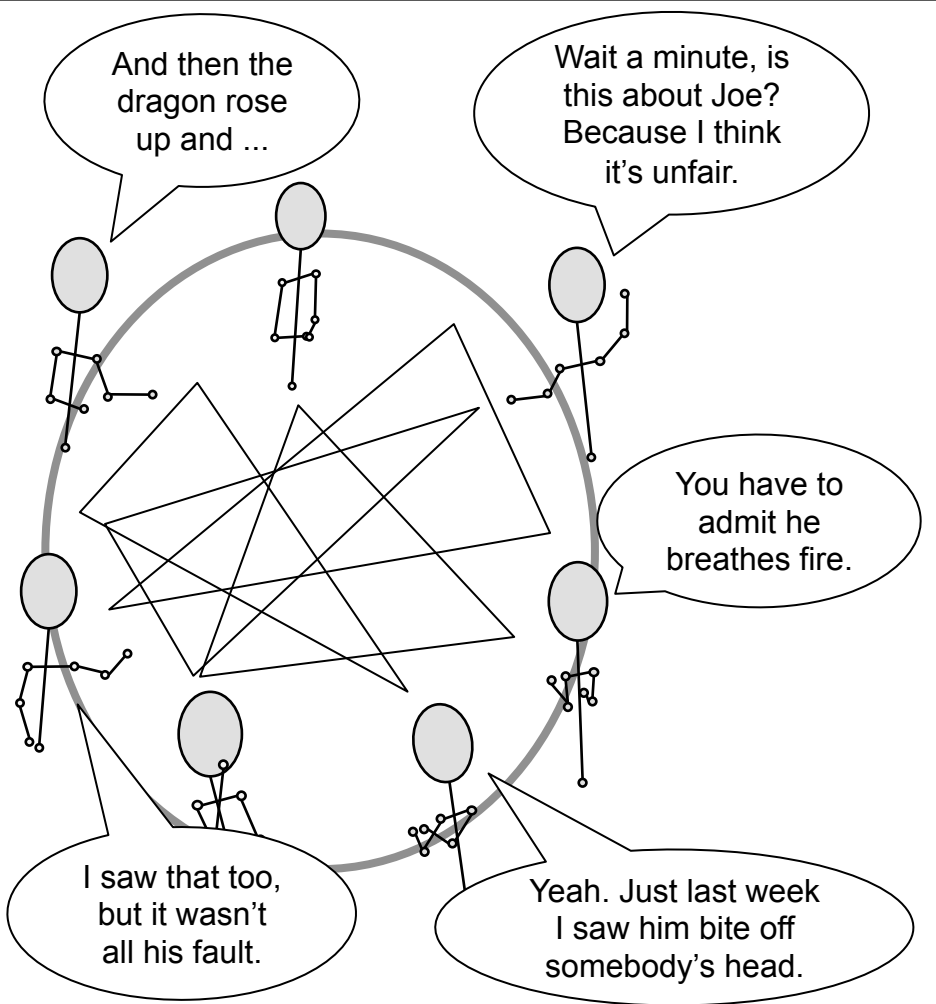 And then the
dragon rose
up and ...
Wait a minute, is
this about Joe?
Because I think
it’s unfair.
You have to
admit he
breathes fire.
Yeah. Just last week
I saw him bite off
somebody’s head.
I saw that too,
but it wasn’t
all his fault.